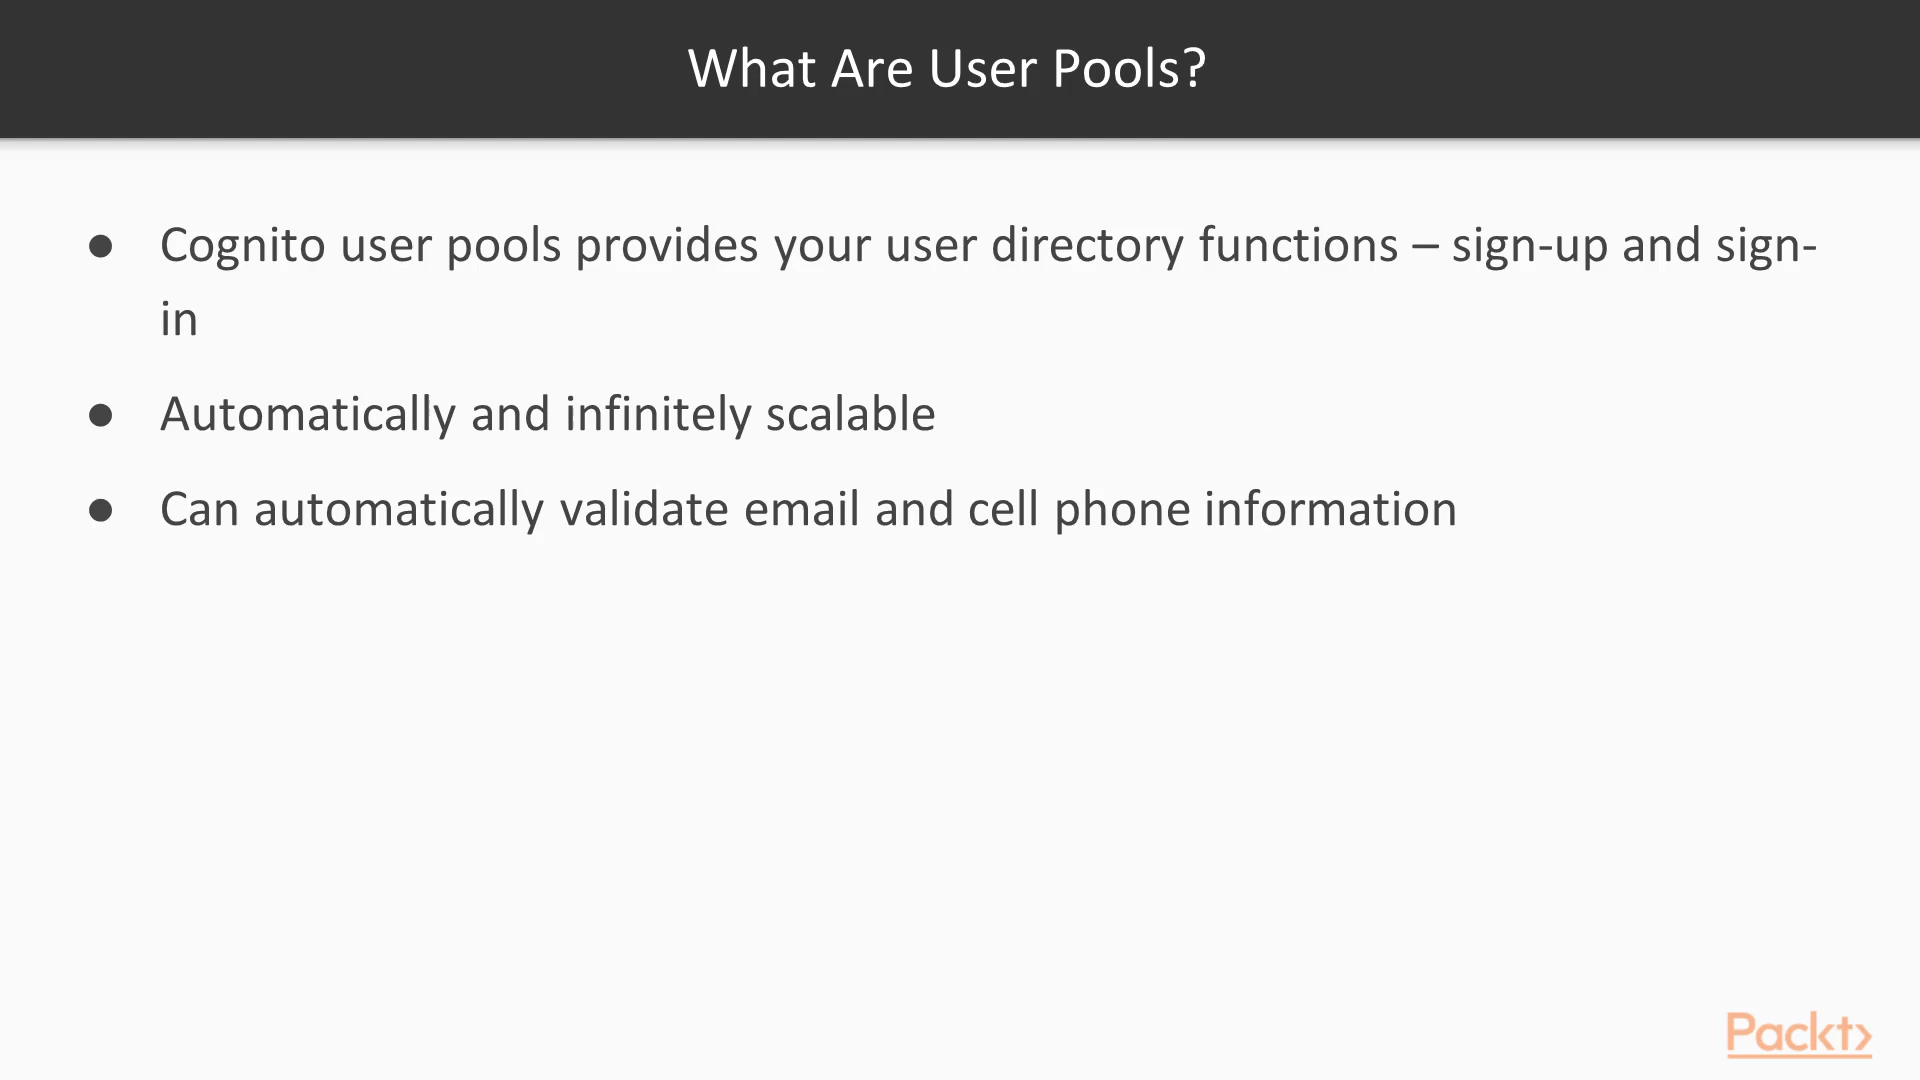 What Are User Pools?
● Cognito user pools provides your user directory functions – sign-up and sign-
in
● Automatically and infinitely scalable
● Can automatically validate email and cell phone information
Packt>